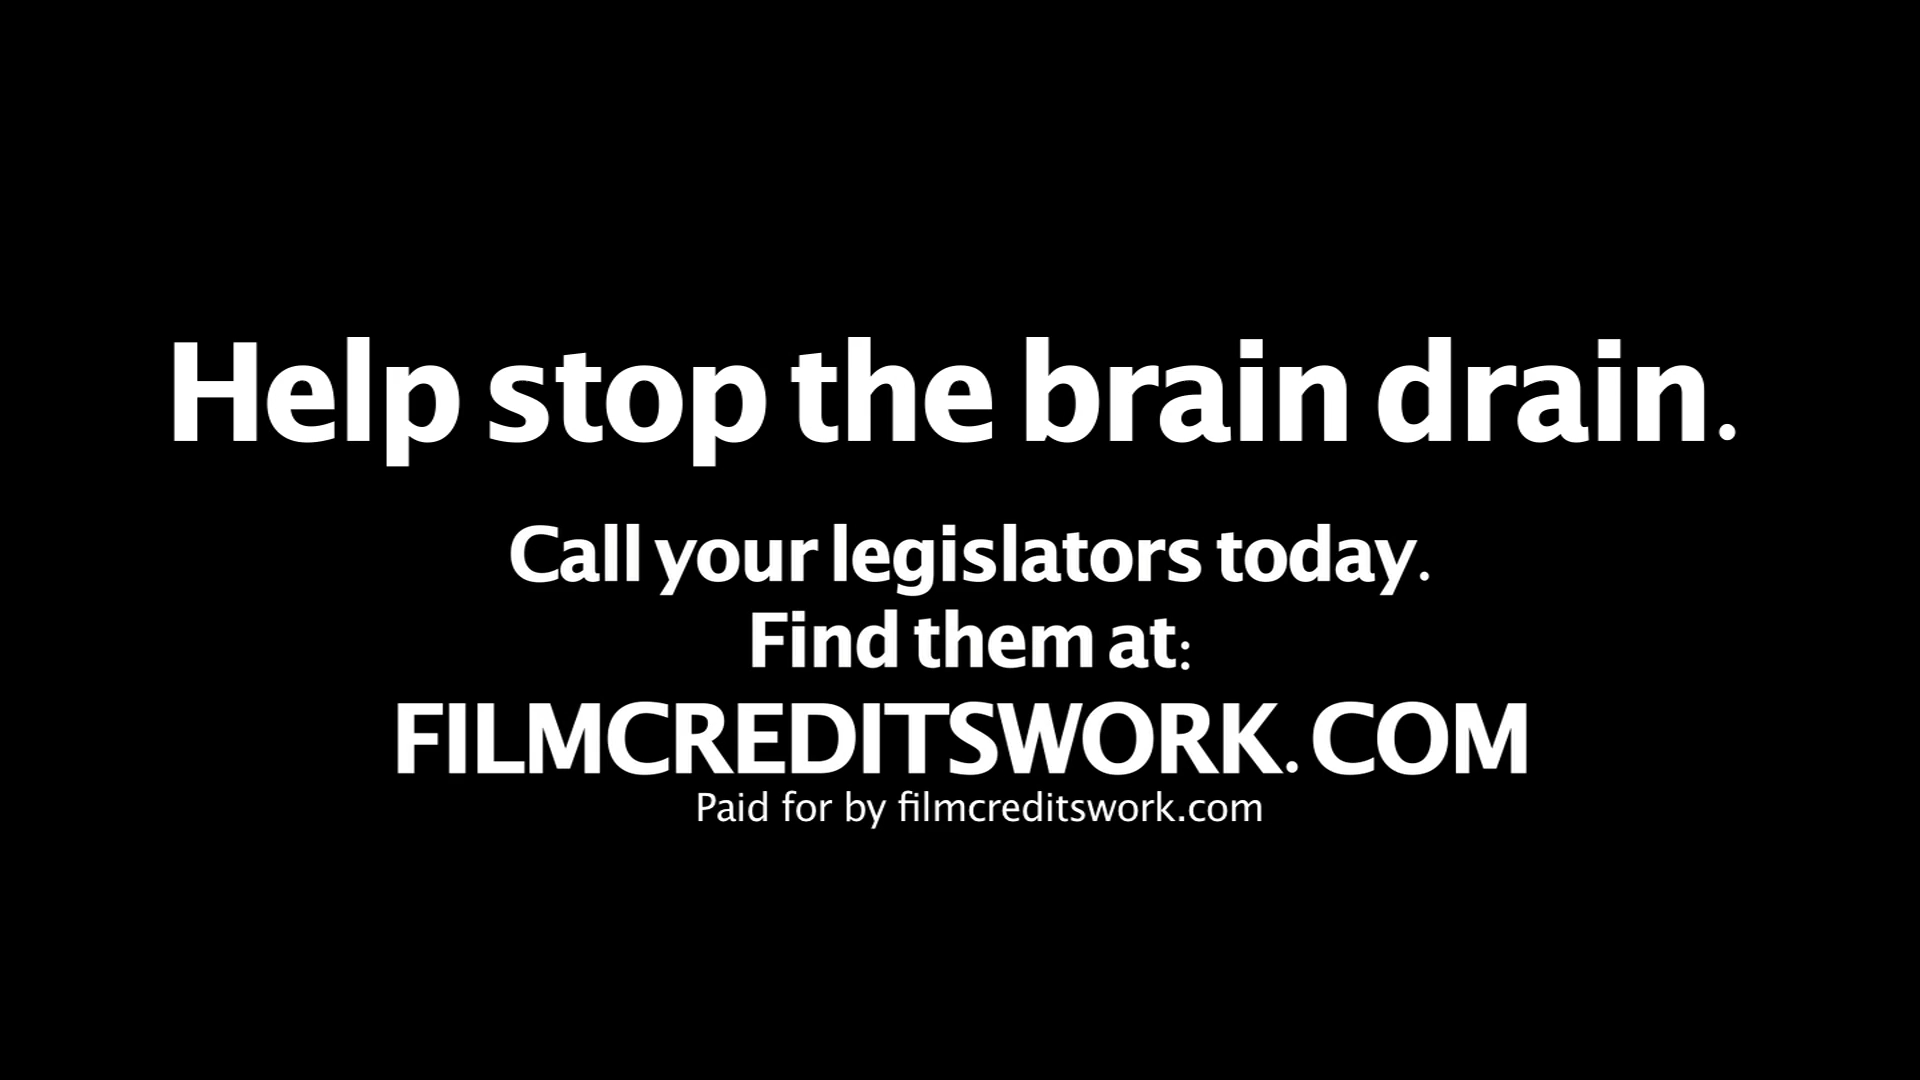 Help stop the brain drain.
Call your legislators today.
Find them at:
FILMCREDITSWORK.COM
Paid for by filmcreditswork.com